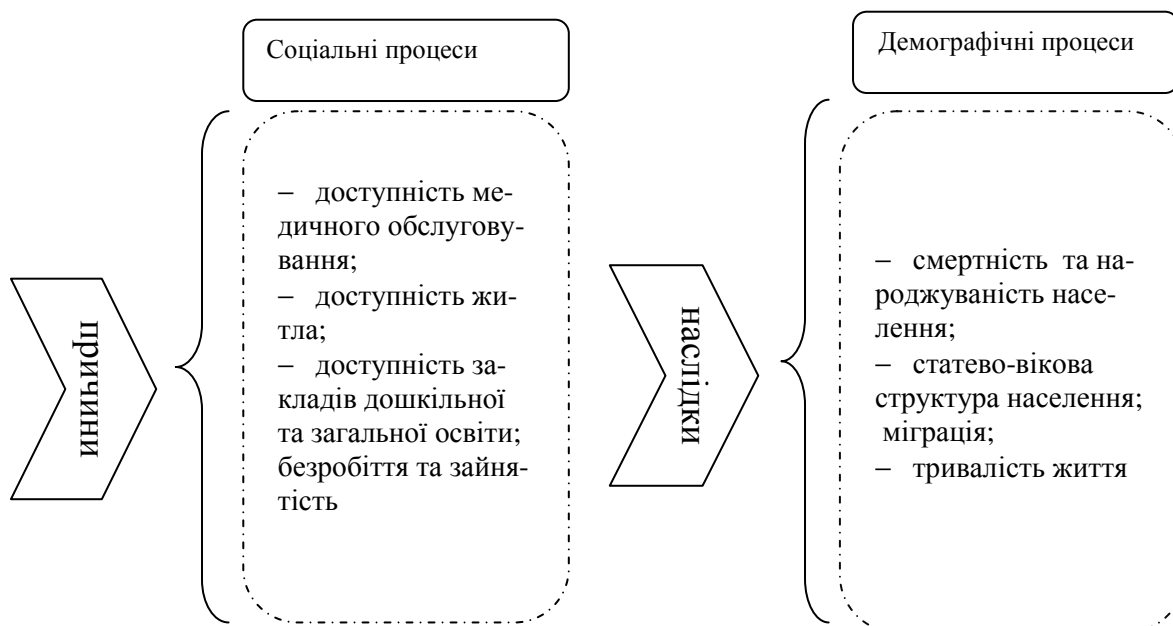 Соціальні процеси
Демографічні процеси
причини
− доступність ме-
дичного обслугову-
вання;
− доступність жи-
тла;
− доступність за-
кладів дошкільної
та загальної освіти;
безробіття та зайня-
тість
наслідки
− смертність та на-
роджуваність насе-
лення;
− статево-вікова
структура населення;
міграція;
− тривалість життя